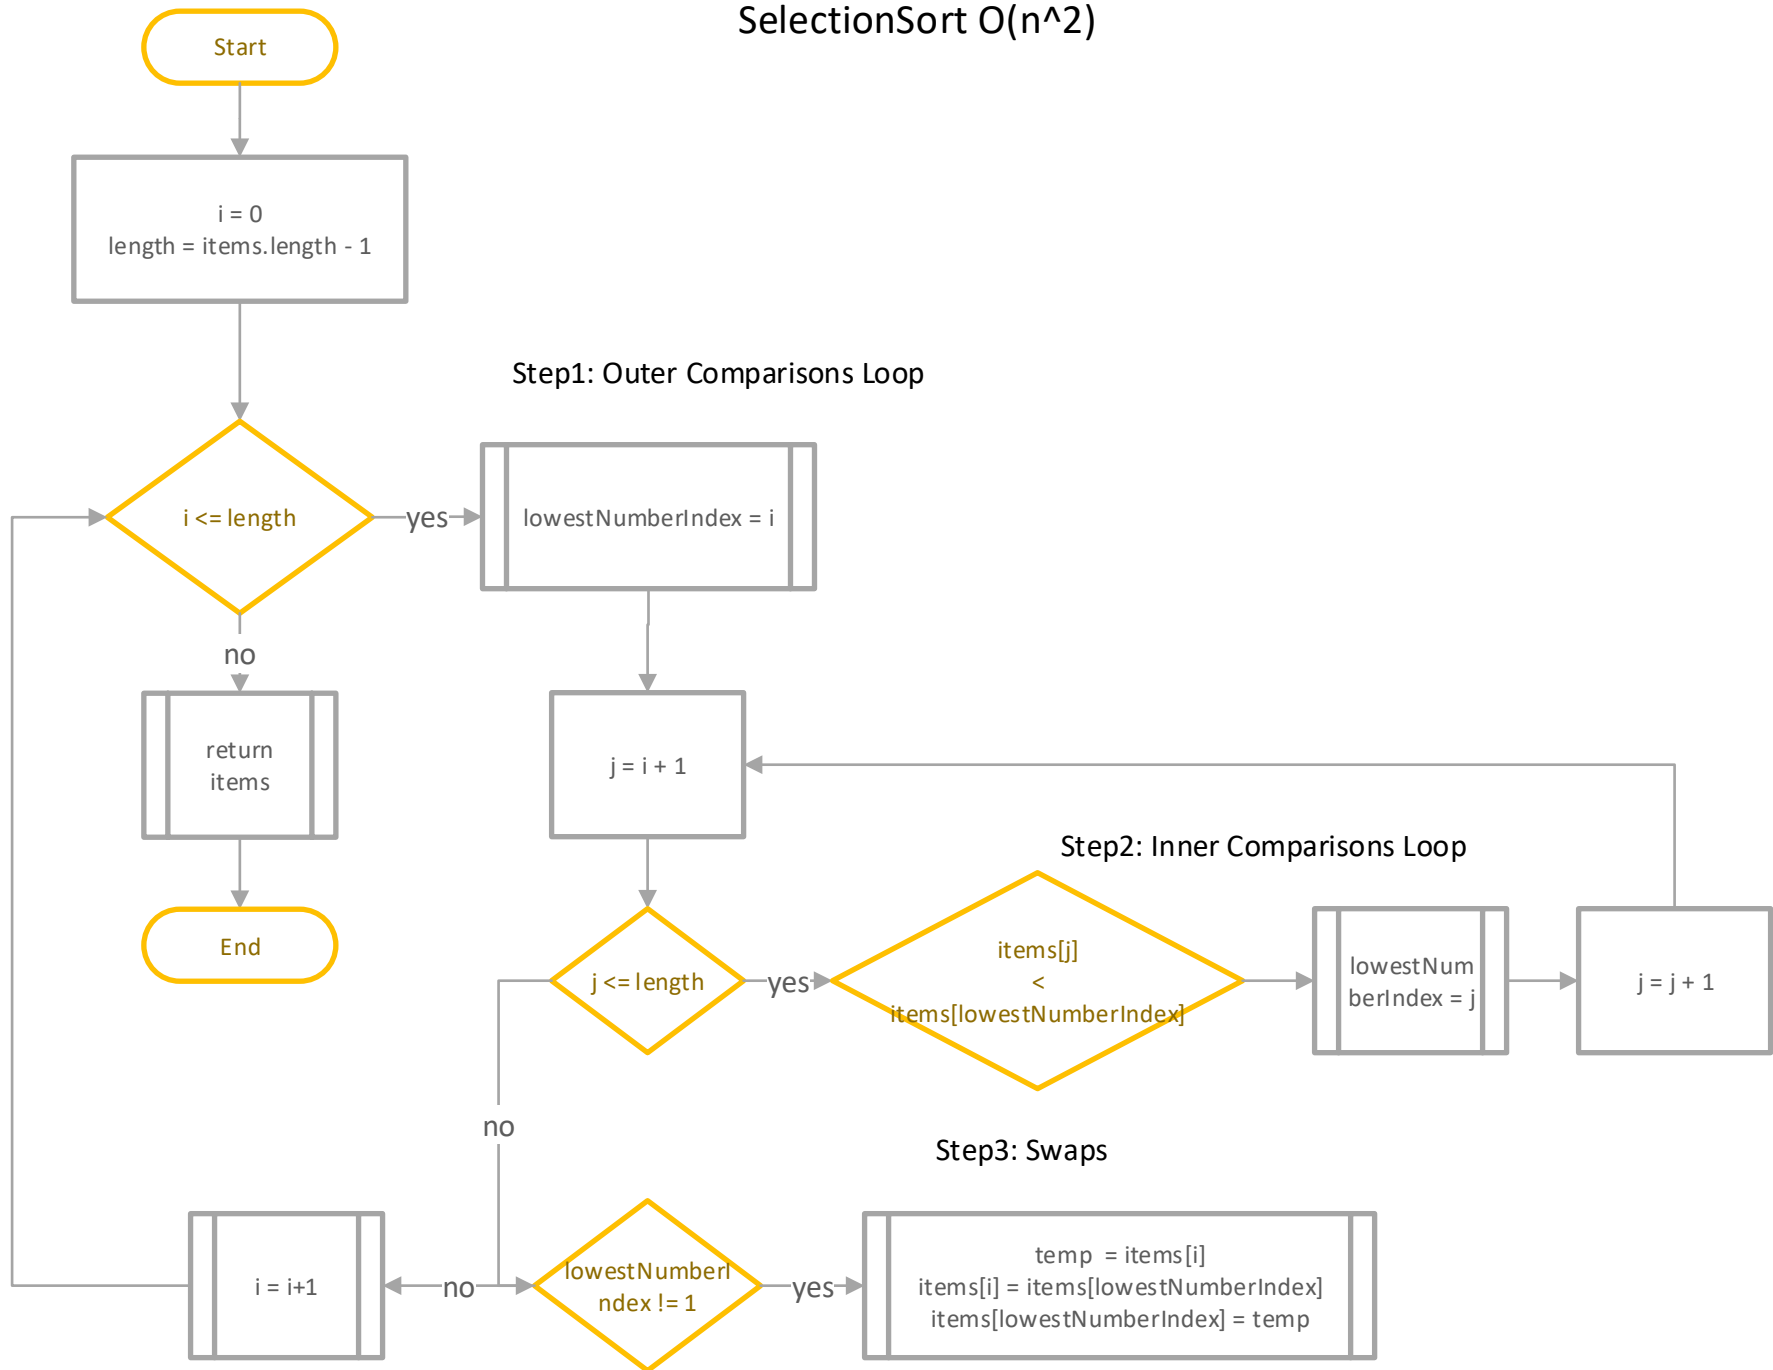 SelectionSort O(n^2)
Start
i = 0
length = items.length - 1
Step1: Outer Comparisons Loop
i <= length
yes
lowestNumberIndex = i
no
return
items
j = i + 1
Step2: Inner Comparisons Loop
End
j <= length
yes
items[j]
<
items[lowestNumberIndex]
lowestNum
berIndex = j
j = j + 1
no
Step3: Swaps
i = i+1
no
lowestNumberI
ndex != 1
yes
temp  = items[i]
items[i] = items[lowestNumberIndex]
items[lowestNumberIndex] = temp